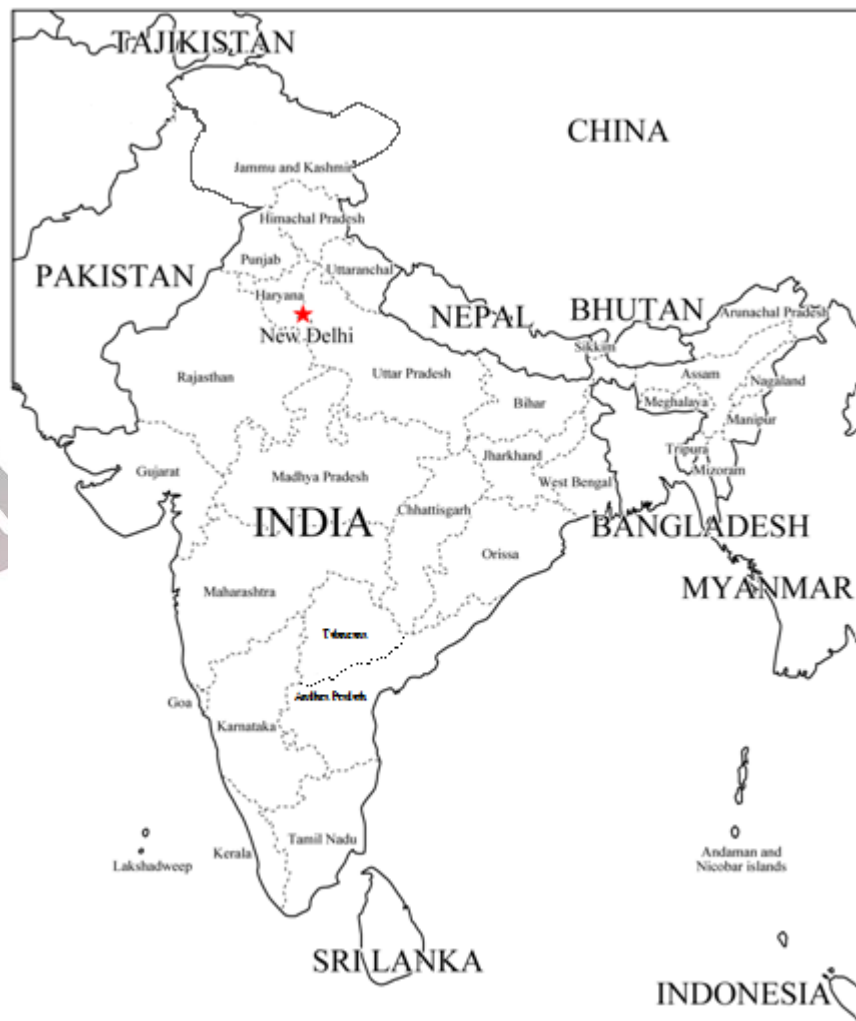 TAJIKISTAN
CHINA
Jammu and Kashmir
Himachal Pradesh
Punjab
Uttaranchal
PAKISTAN
Haryana
NEPAL
BHUTAN
Arunachal Pradesh
New Delhi
Sikkim
Rajasthan
Uttar Pradesh
Assam
Nagaland
Bihar
Meghalaya
Manipur
Tripura
Jharkhand
Gujarat
Madhya Pradesh
Mizoram
West Bengal
Chhattisgarh
INDIA
BANGLADESH
Orissa
MYANMAR
Maharashtra
Andhra Pradesh
Goa
Karnataka
Tamil Nadu
Kerala
Lakshadweep
Andaman and
Nicobar islands
SRI LANKA
INDONESIA